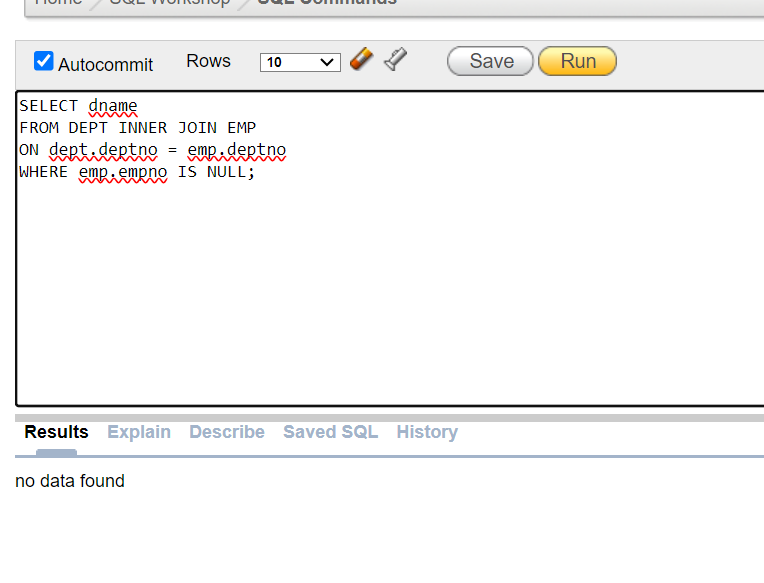 Home SQL Workshop SQL Commands
Autocommit Rows 10 Save Run
SELECT dname
FROM DEPT INNER JOIN EMP
ON dept.deptno = emp.deptno
WHERE emp.empno IS NULL;
Results Explain Describe Saved SQL History
no data found